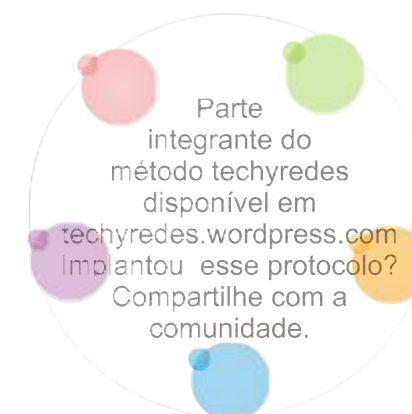 Parte
integrante do
método techyredes
disponível em
techyredes.wordpress.com
Implantou esse protocolo?
Compartilhe com a
comunidade.